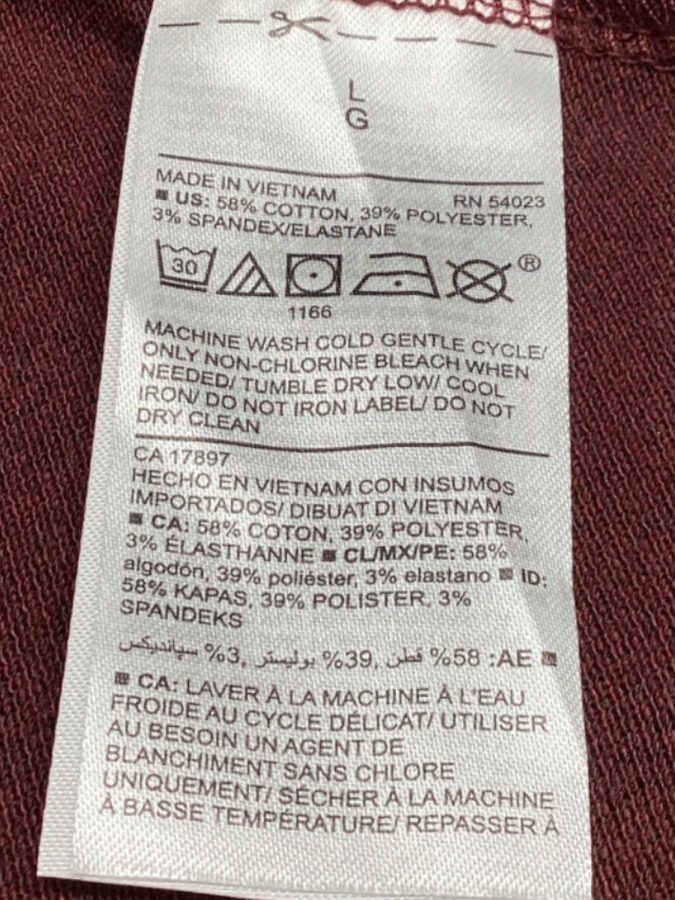 L
G
MADE IN VIETNAM RN 54023
US: 58% COTTON, 39% POLYESTER,
3% SPANDEX/ELASTANE
30
®
1166
MACHINE WASH COLD GENTLE CYCLE/
ONLY NON-CHLORINE BLEACH WHEN
NEEDED/ TUMBLE DRY LOW/ COOL
IRON/ DO NOT IRON LABEL/ DO NOT
DRY CLEAN
CA 17897
HECHO EN VIETNAM CON INSUMOS
IMPORTADOS/ DIBUAT DI VIETNAM
CA: 58% COTON, 39% POLYESTER,
3% ÉLASTHANNE CL/MX/PE: 58%
algodón, 39% poliéster, 3% elastano ID:
58% KAPAS, 39% POLISTER, 3%
SPANDEKS
AE: 58% قطن, 39% بوليستر, 3% سپانديكس
CA: LAVER À LA MACHINE À L'EAU
FROIDE AU CYCLE DÉLICAT/ UTILISER
AU BESOIN UN AGENT DE
BLANCHIMENT SANS CHLORE
UNIQUEMENT/ SÉCHER À LA MACHINE
À BASSE TEMPÉRATURE/ REPASSER À